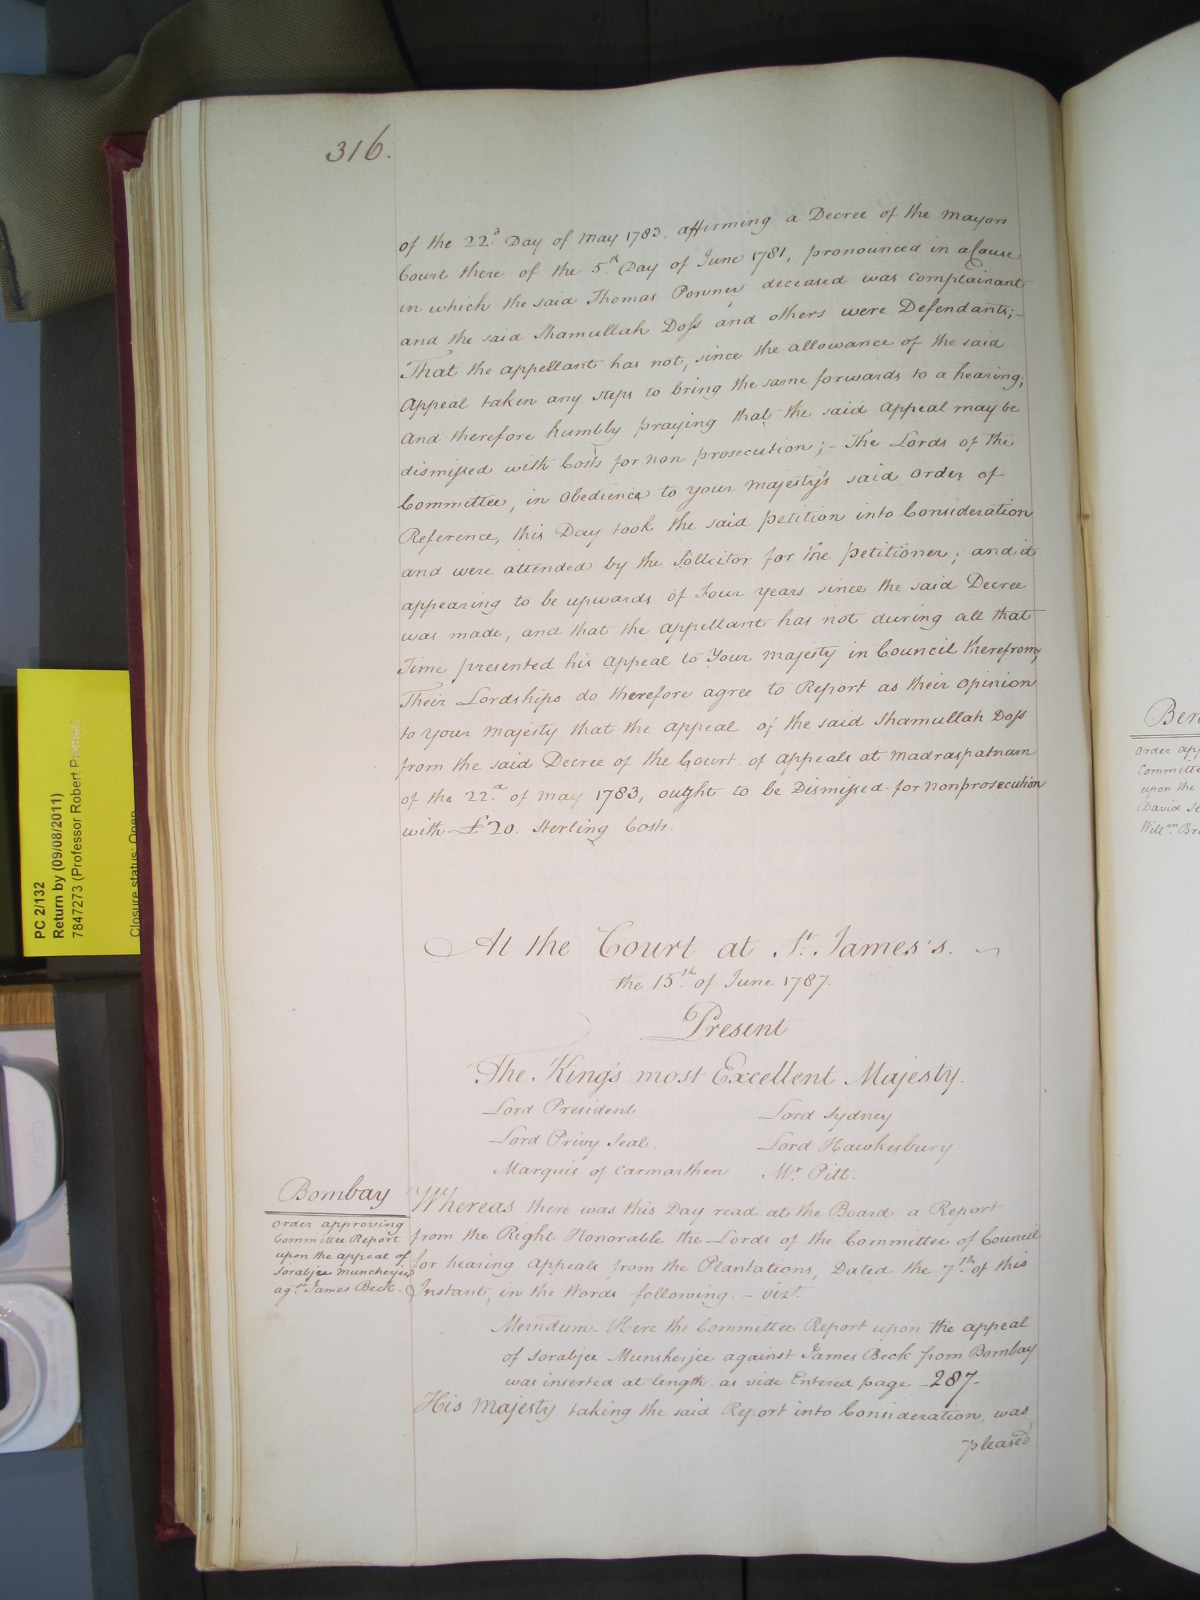 316.
of the 22d Day of May 1783. affirming a Decree of the Mayors
Court there of the 5th Day of June 1781, pronounced in a Cause
in which the said Thomas Powner deceased was Complainant
and the said Shamullah Doss and others were Defendants;-
That the appellant has not, since the allowance of the said
Appeal taken any steps to bring the same forwards to a hearing;
And therefore humbly praying that the said Appeal may be
dismissed with Costs for non prosecution;- The Lords of the
Committee, in Obedience to Your Majesty's said Order of
Reference, this Day took the said petition into Consideration
and were attended by the Sollicitor for the Petitioner; and it
appearing to be upwards of Four Years since the said Decree
was made, and that the Appellant has not during all that
Time presented his Appeal to Your Majesty in Council therefrom,
Their Lordships do therefore agree to Report as their Opinion
to Your Majesty that the Appeal of the said Shamullah Doss
from the said Decree of the Court of Appeals at Madraspatnam
of the 22d of May 1783, ought to be Dismissed for nonprosecution
with £20. Sterling Costs.
At the Court at St. James's.
the 15th of June 1787.
Present
The King's most Excellent Majesty.
Lord President Lord Sydney
Lord Privy Seal. Lord Hawkesbury
Marquis of Carmarthen Mr. Pitt.
Bombay
Order approving
Committee Report
upon the Appeal of
Sorabjee Muncherjee
agst James Beck.
Whereas there was this Day read at the Board a Report
from the Right Honorable the Lords of the Committee of Council
for hearing Appeals from the Plantations, Dated the 7th of this
Instant, in the Words following - vizt.
Memdum. Here the Committee Report upon the appeal
of Sorabjee Munsherjee against James Beck from Bombay
was inserted at length as vide Entered page 287.
His Majesty taking the said Report into Consideration, was
pleased
PC 2/132
Return by (09/08/2011)
7847273 (Professor Robert
Closure status: Open
Ben
Order app
Committee
upon the
David
Willm. Br